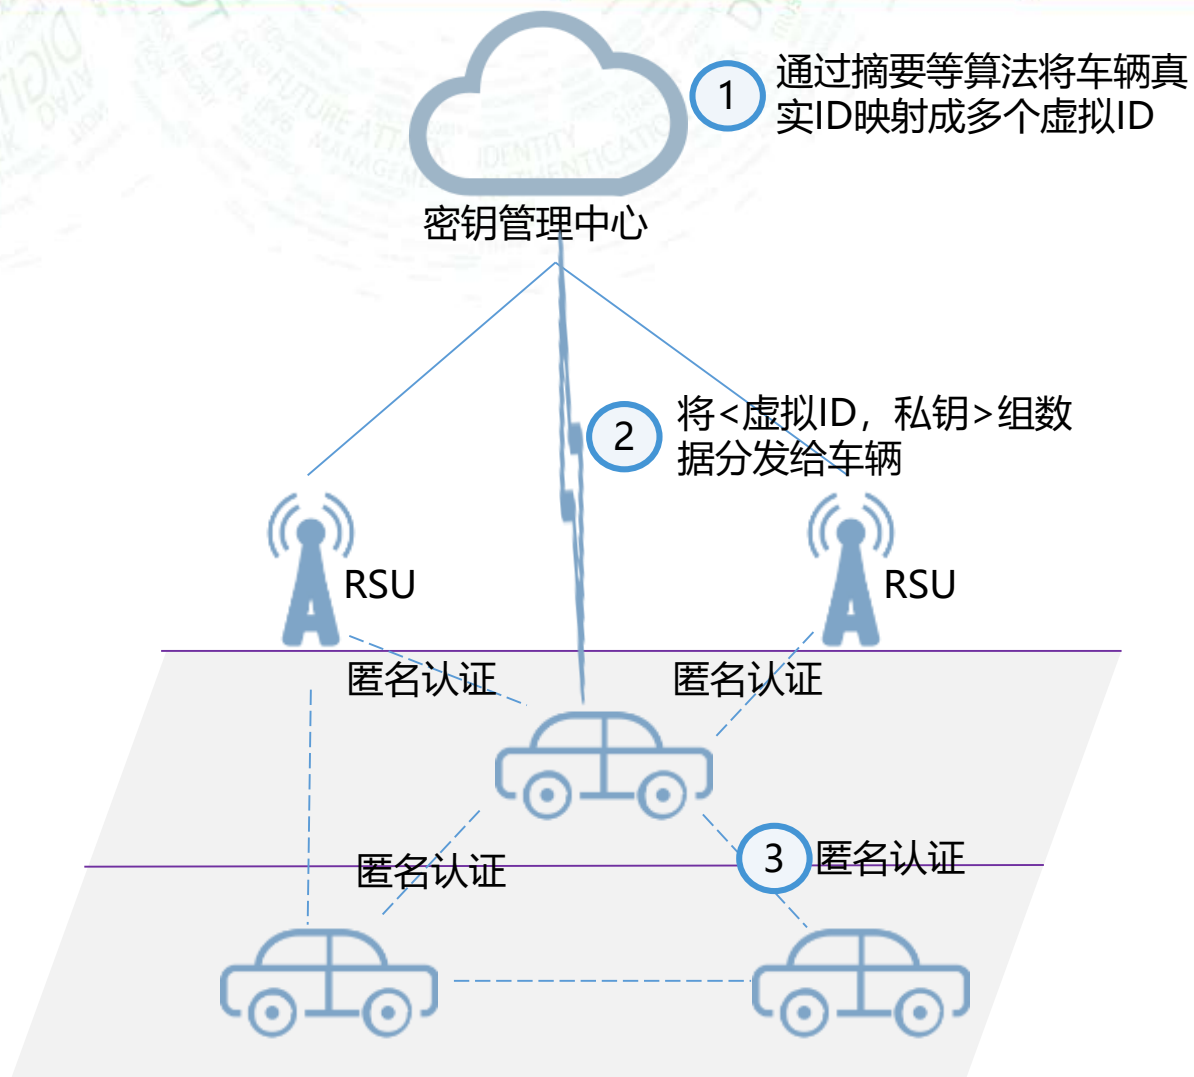 1
通过摘要等算法将车辆真
实ID映射成多个虚拟ID
密钥管理中心
2
将<虚拟ID，私钥>组数
据分发给车辆
RSU
RSU
匿名认证
匿名认证
匿名认证
3
匿名认证
IDENTITY
MANAGEM